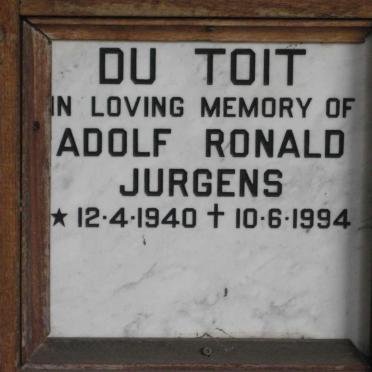 DU TOIT
IN LOVING MEMORY OF
ADOLF RONALD
JURGENS
★ 12·4·1940 ✝ 10·6·1994